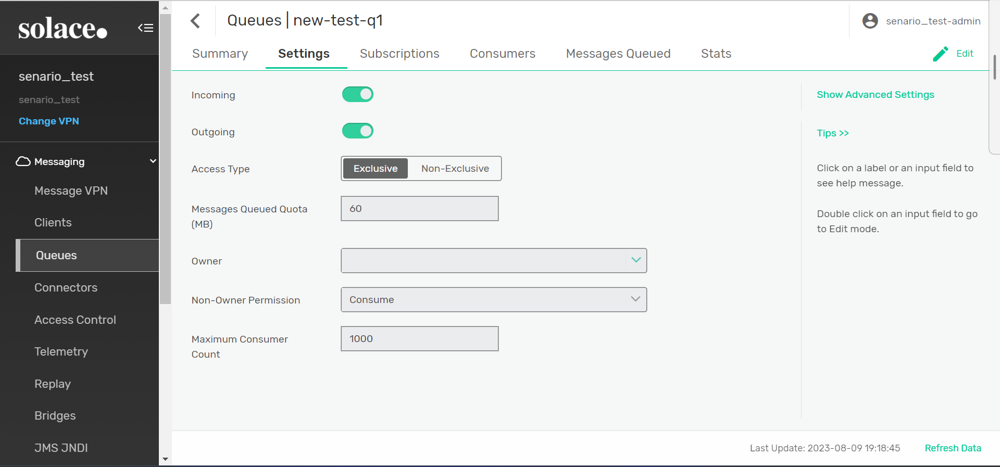 solace.
senario_test
senario_test
Change VPN
Messaging
Message VPN
Clients
Queues
Connectors
Access Control
Telemetry
Replay
Bridges
JMS JNDI
Queues | new-test-q1
senario_test-admin
Summary
Settings
Subscriptions
Consumers
Messages Queued
Stats
Edit
Incoming
Outgoing
Access Type
Exclusive
Non-Exclusive
Messages Queued Quota
(MB)
60
Owner
Non-Owner Permission
Consume
Maximum Consumer
Count
1000
Show Advanced Settings
Tips >>
Click on a label or an input field to
see help message.
Double click on an input field to go
to Edit mode.
Last Update: 2023-08-09 19:18:45
Refresh Data